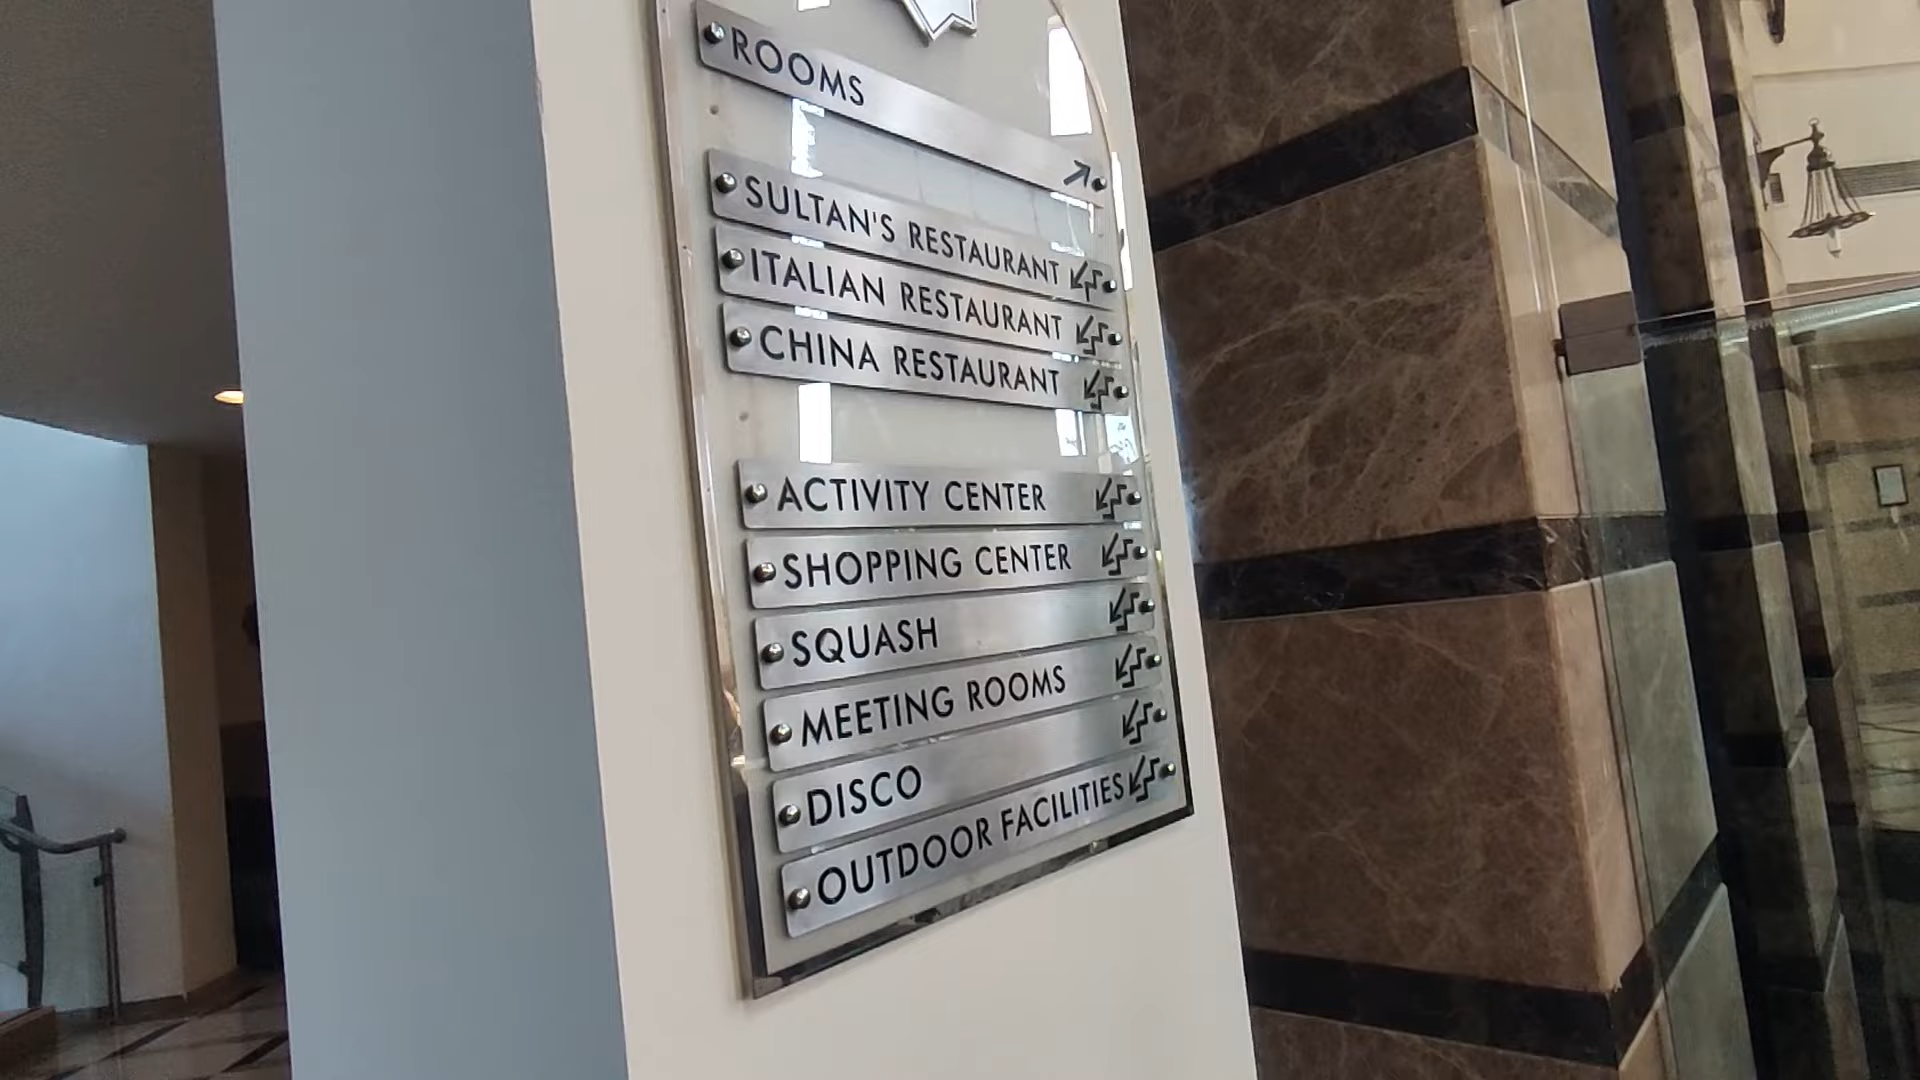 ROOMS
SULTAN'S RESTAURANT
ITALIAN RESTAURANT
CHINA RESTAURANT
ACTIVITY CENTER
SHOPPING CENTER
SQUASH
MEETING ROOMS
DISCO
OUTDOOR FACILITIES